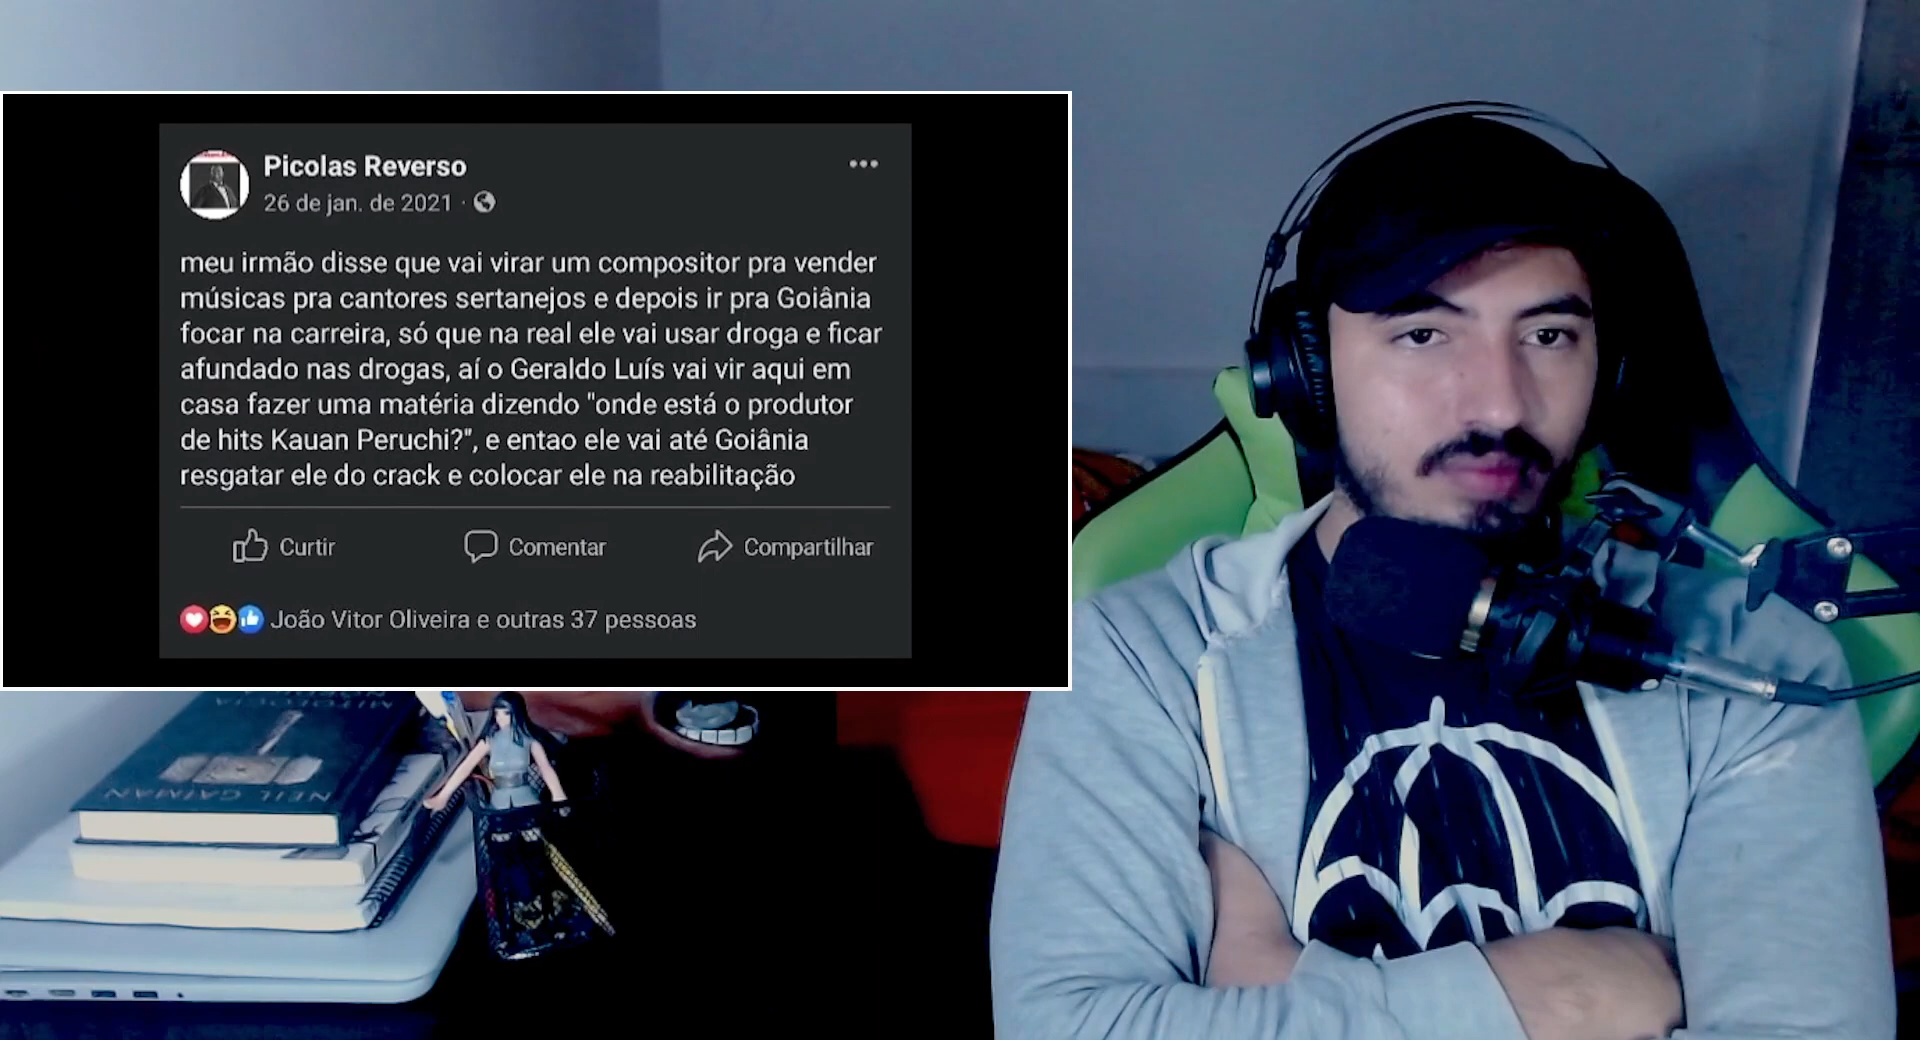 Picolas Reverso
26 de jan. de 2021 ·
meu irmão disse que vai virar um compositor pra vender
músicas pra cantores sertanejos e depois ir pra Goiânia
focar na carreira, só que na real ele vai usar droga e ficar
afundado nas drogas, aí o Geraldo Luís vai vir aqui em
casa fazer uma matéria dizendo "onde está o produtor
de hits Kauan Peruchi?", e entao ele vai até Goiânia
resgatar ele do crack e colocar ele na reabilitação
Curtir Comentar Compartilhar
João Vitor Oliveira e outras 37 pessoas
NEIL GAIMAN
MITOLOGIA
NÓRDICA